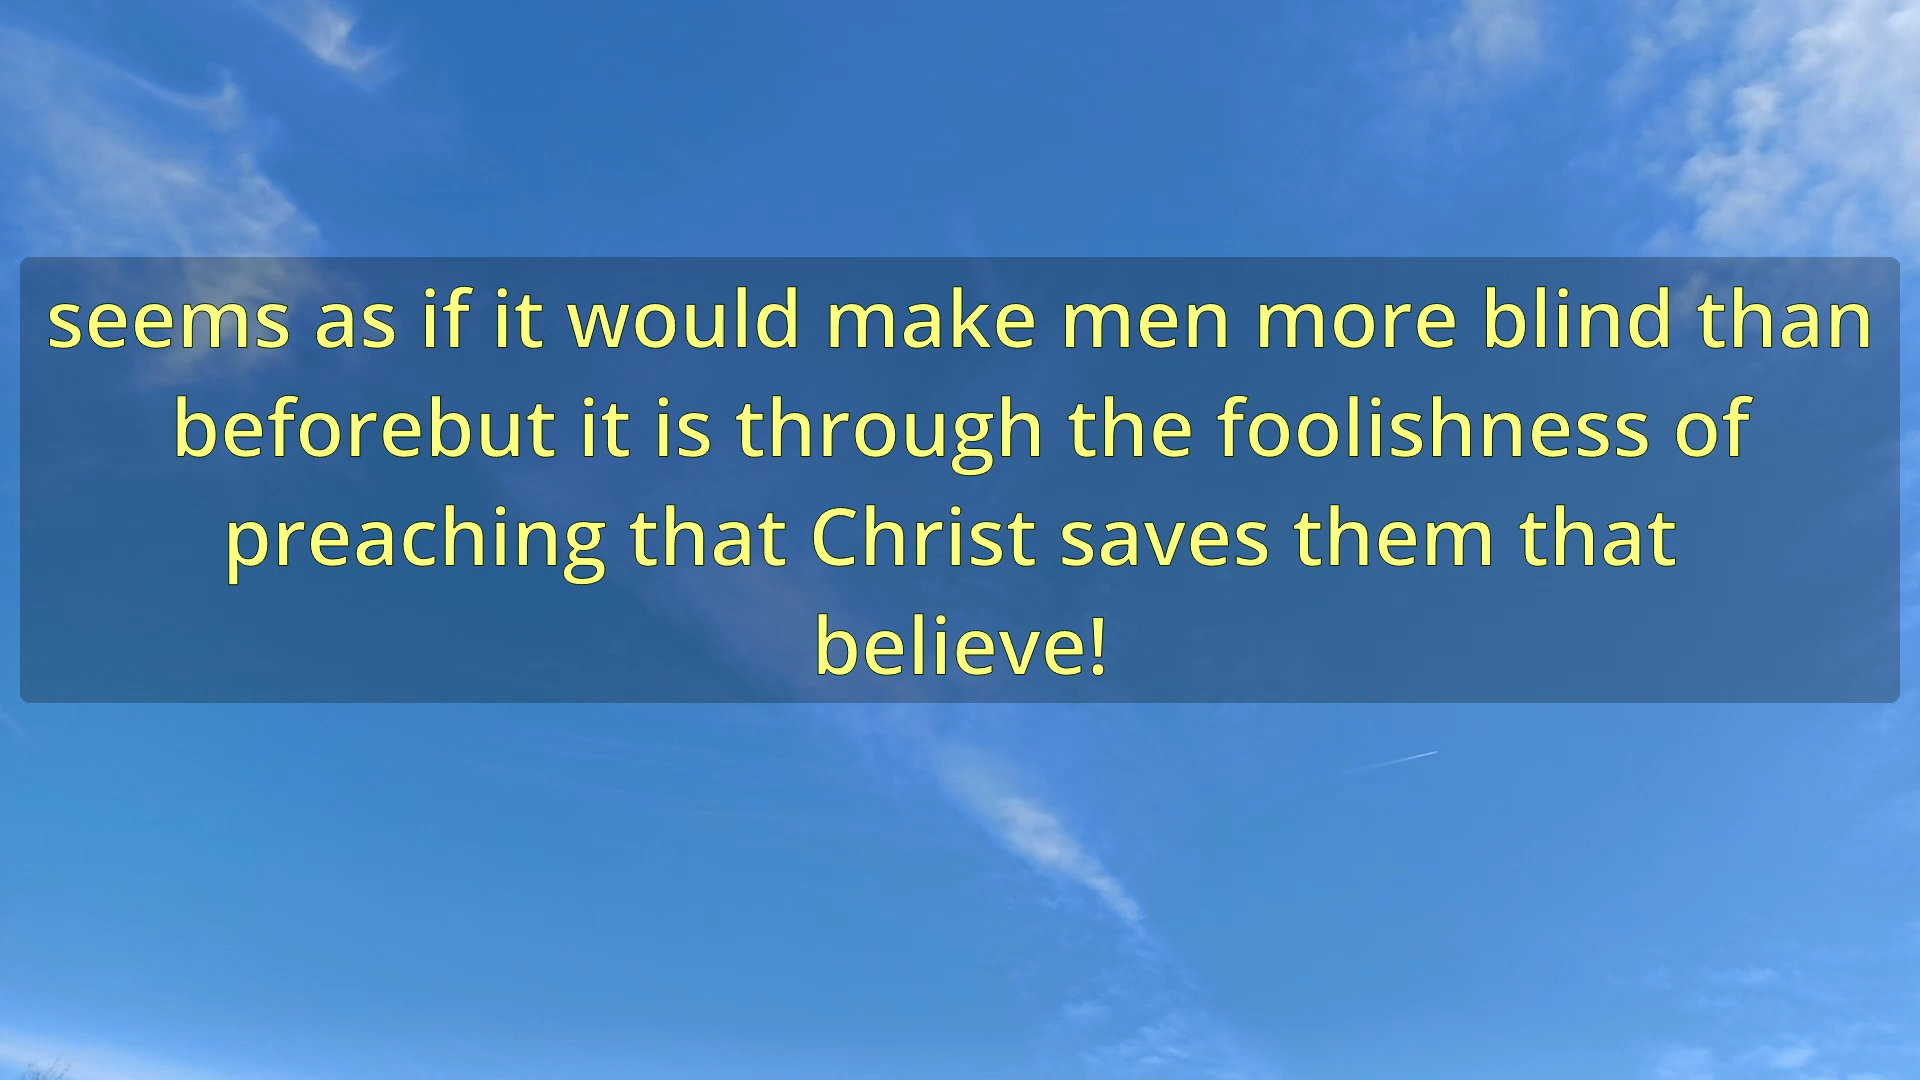 seems as if it would make men more blind than
beforebut it is through the foolishness of
preaching that Christ saves them that
believe!